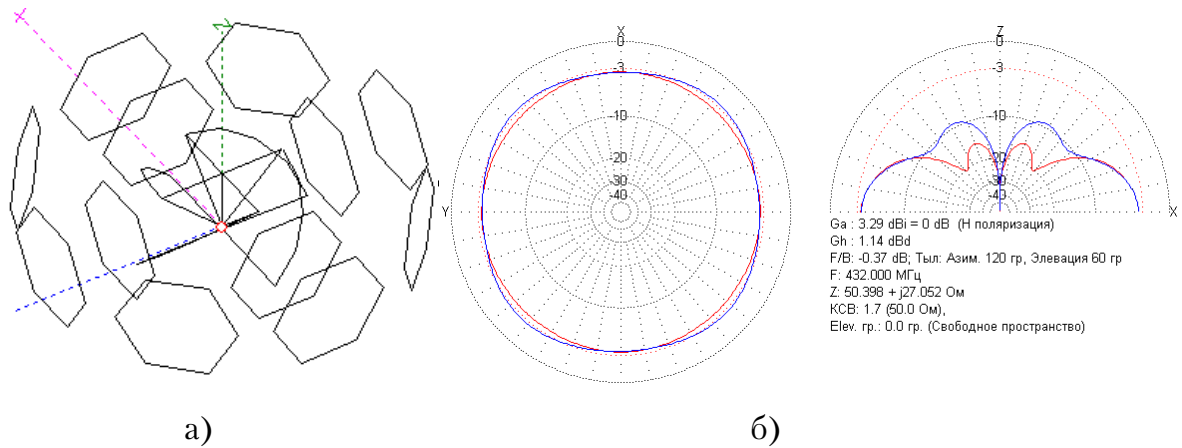 X
Z
0
0
-3
-3
-10
-10
-20
-20
-30
-30
-40
-40
Y
X
Ga : 3.29 dBi = 0 dB (Н поляризация)
Gh : 1.14 dBd
F/B: -0.37 dB; Тыл: Азим. 120 гр, Элевация 60 гр
F: 432.000 МГц
Z: 50.398 + j27.052 Ом
КСВ: 1.7 (50.0 Ом),
Elev. гр.: 0.0 гр. (Свободное пространство)
а)
б)